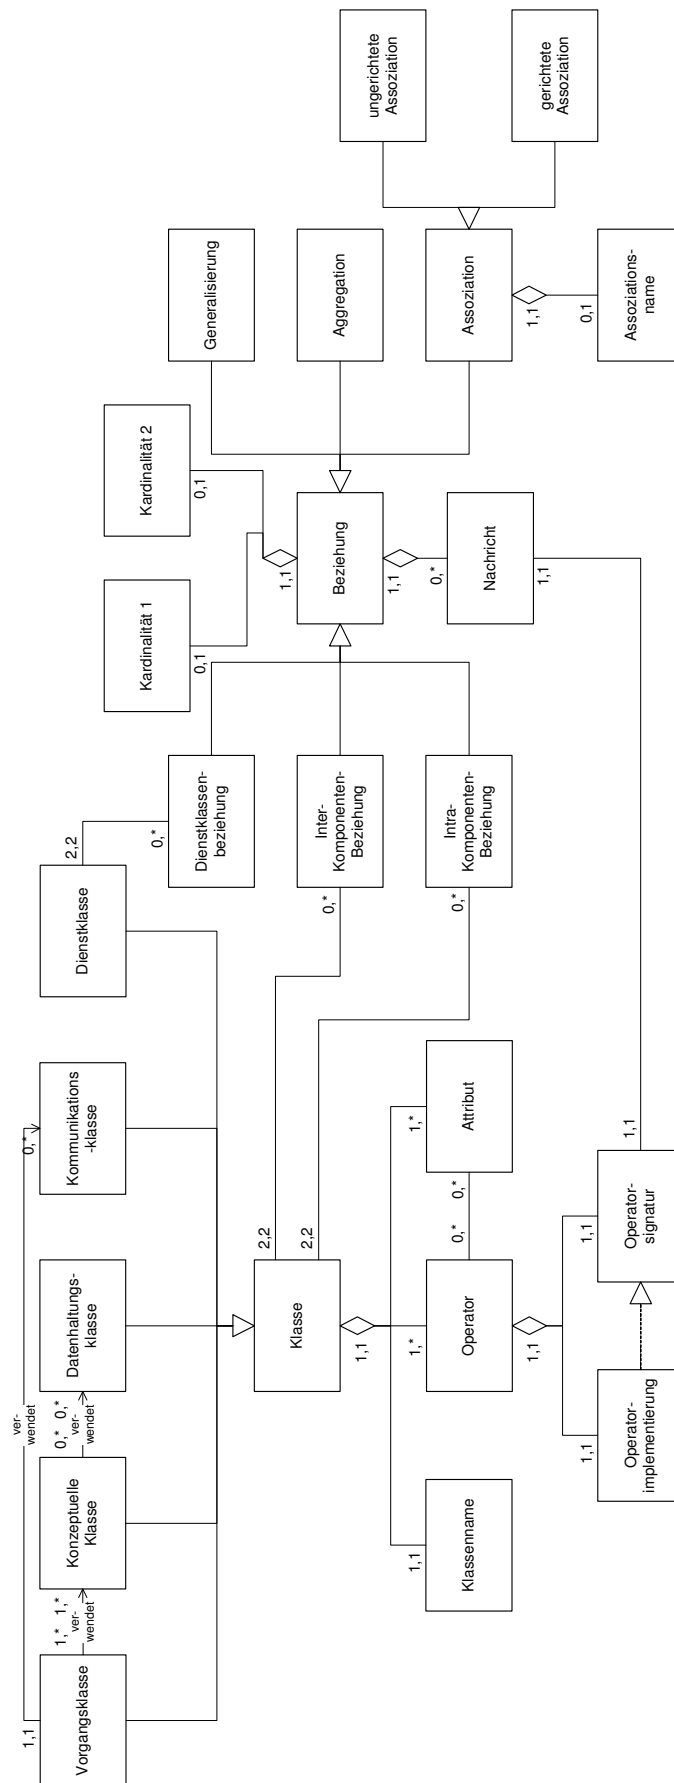 ver-
wendet
1,1
0,*
Vorgangsklasse
1,*
1,*
ver-
wendet
Konzeptuelle
Klasse
0,*
0,*
ver-
wendet
Datenhaltungs-
klasse
Kommunikations
-klasse
Dienstklasse
2,2
0,*
Dienstklassen-
beziehung
Kardinalität 1
0,1
Kardinalität 2
0,1
Generalisierung
Klasse
2,2
2,2
1,1
Inter-
Komponenten-
Beziehung
0,*
1,1
Beziehung
1,1
Aggregation
ungerichtete
Assoziation
1,1
Klassenname
1,*
Operator
0,*
0,*
1,*
Attribut
0,*
Intra-
Komponenten-
Beziehung
0,*
Nachricht
1,1
Assoziation
gerichtete
Assoziation
1,1
1,1
1,1
Operator-
implementierung
1,1
Operator-
signatur
1,1
0,1
Assoziations-
name